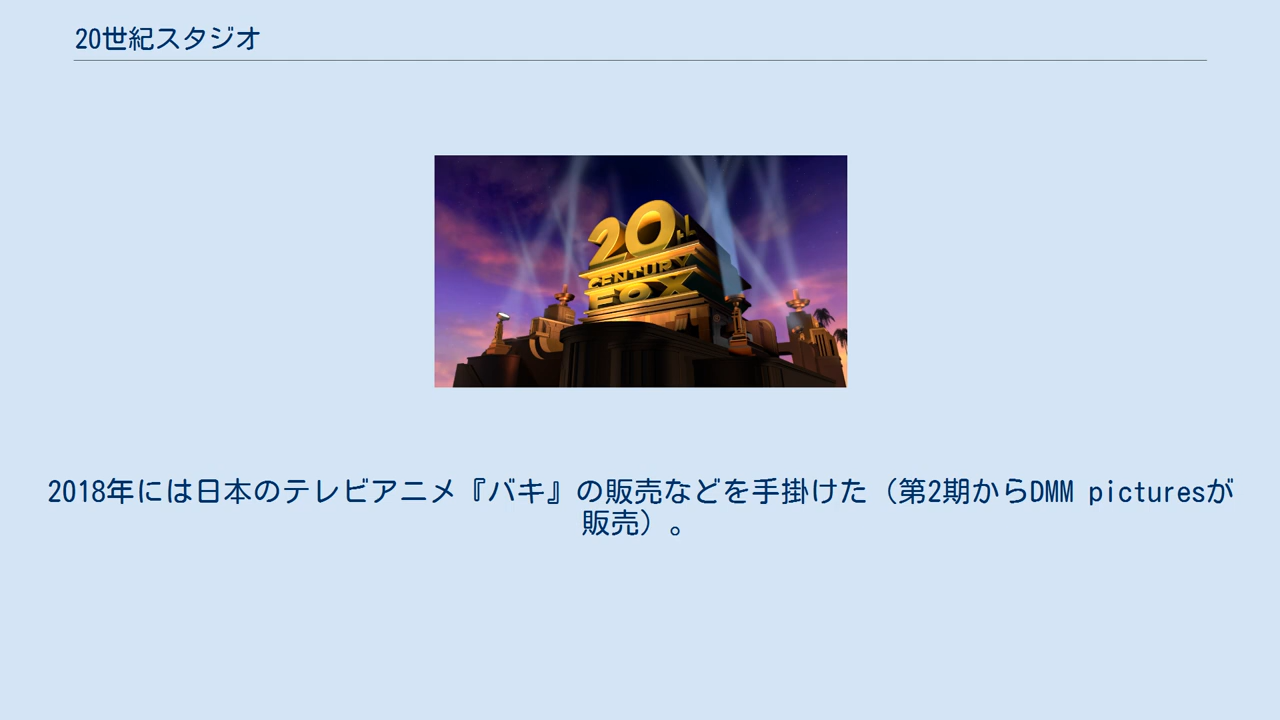 20世紀スタジオ
20th
CENTURY
FOX
2018年には日本のテレビアニメ『バキ』の販売などを手掛けた（第2期からDMM picturesが
販売）。